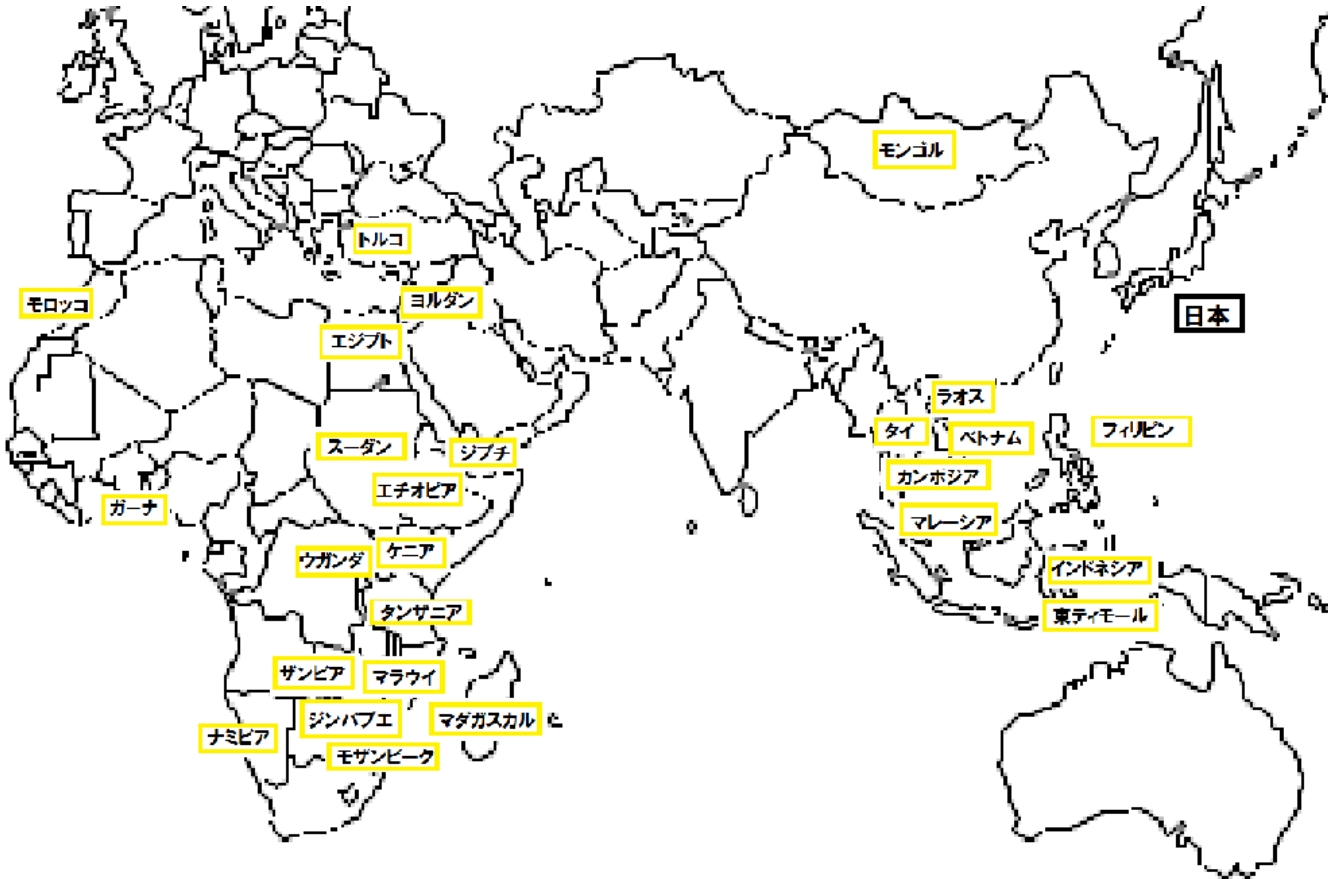 モンゴル
トルコ
モロッコ
ヨルダン
日本
エジプト
ラオス
タイ
ベトナム
フィリピン
スーダン
ジブチ
カンボジア
エチオピア
ガーナ
マレーシア
ケニア
ウガンダ
インドネシア
タンザニア
東ティモール
ザンビア
マラウイ
ジンバブエ
マダガスカル
ナミビア
モザンビーク